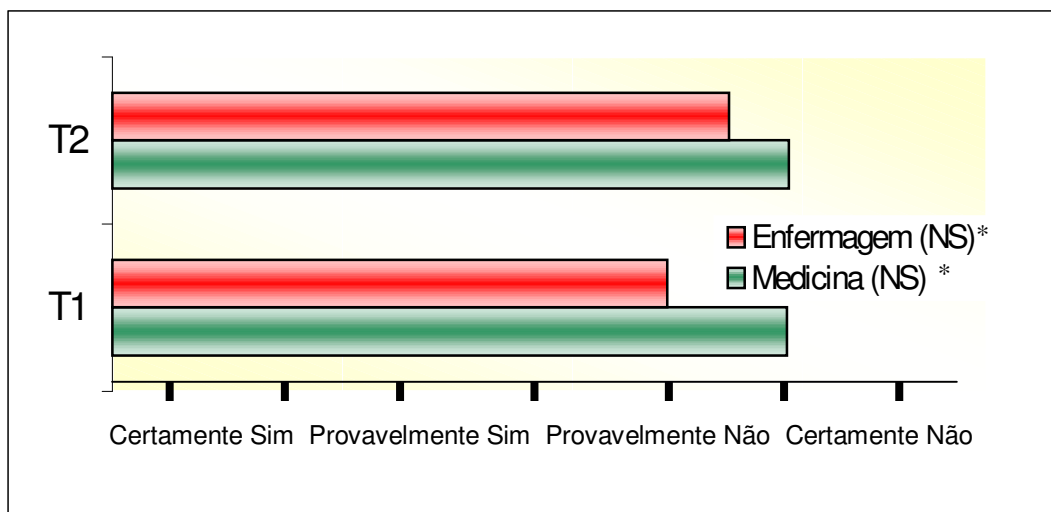 T2
Enfermagem (NS)*
Medicina (NS) *
T1
Certamente Sim Provavelmente Sim Provavelmente Não Certamente Não